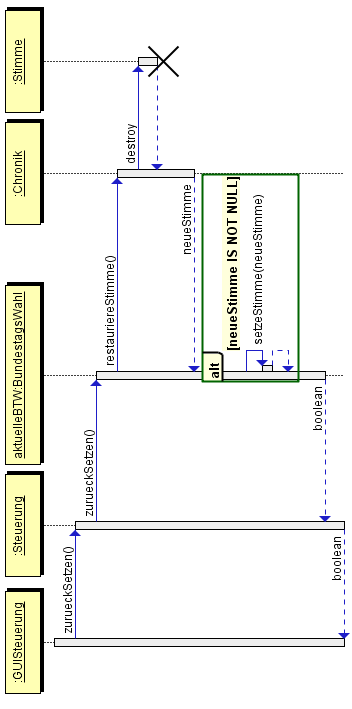 :GUISteuerung
:Steuerung
aktuelleBTW:BundestagsWahl
:Chronik
:Stimme
zurueckSetzen()
zurueckSetzen()
restauriereStimme()
destroy
neueStimme
alt
[neueStimme IS NOT NULL]
setzeStimme(neueStimme)
boolean
boolean